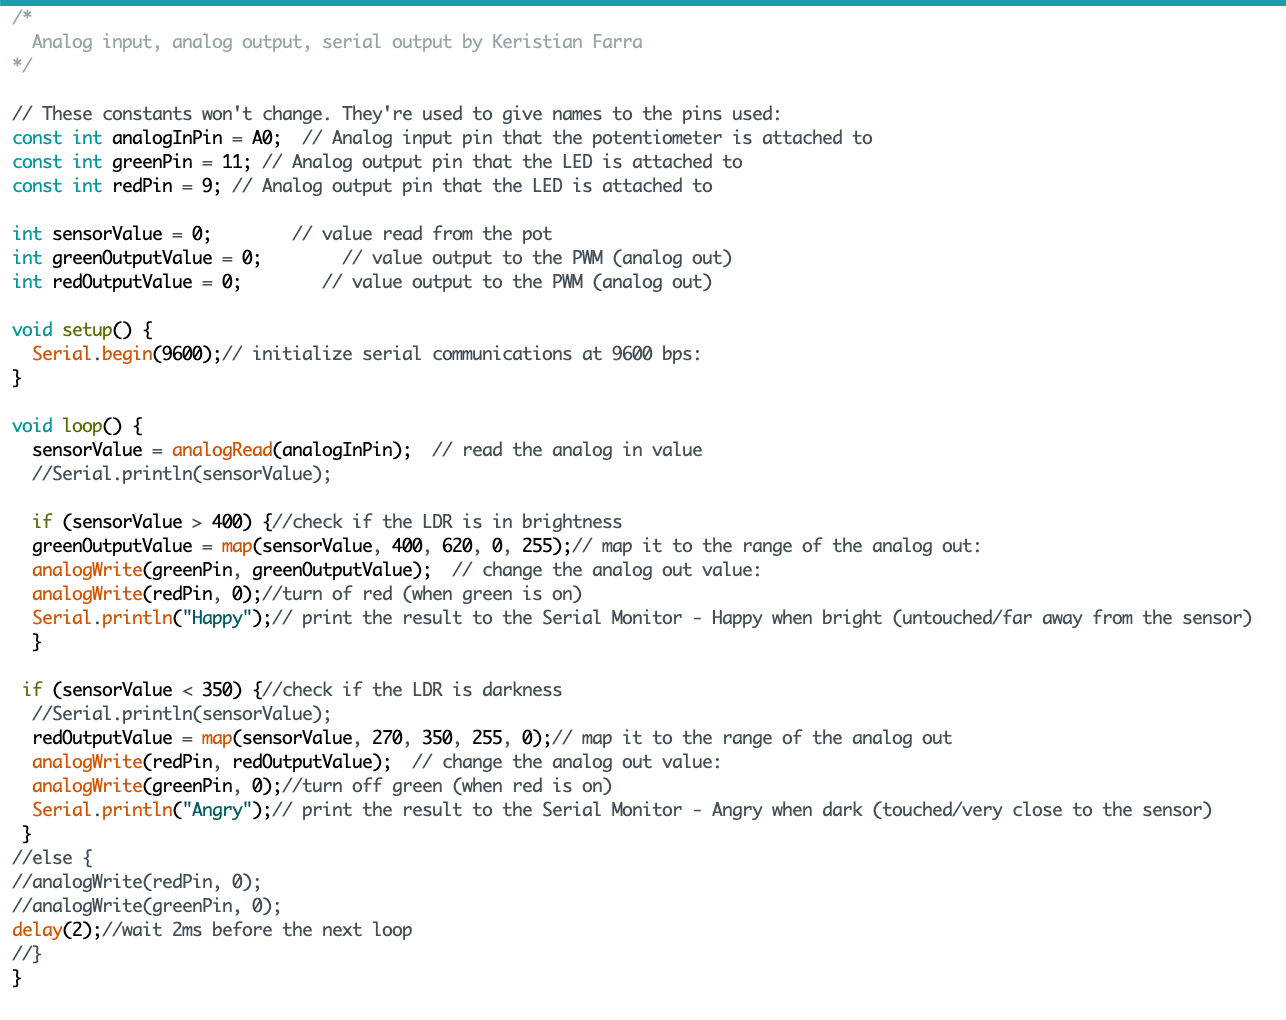 /*
  Analog input, analog output, serial output by Keristian Farra
*/

// These constants won't change. They're used to give names to the pins used:
const int analogInPin = A0;  // Analog input pin that the potentiometer is attached to
const int greenPin = 11; // Analog output pin that the LED is attached to
const int redPin = 9; // Analog output pin that the LED is attached to

int sensorValue = 0;        // value read from the pot
int greenOutputValue = 0;        // value output to the PWM (analog out)
int redOutputValue = 0;        // value output to the PWM (analog out)

void setup() {
  Serial.begin(9600);// initialize serial communications at 9600 bps:
}

void loop() {
  sensorValue = analogRead(analogInPin);  // read the analog in value
  //Serial.println(sensorValue);

  if (sensorValue > 400) {//check if the LDR is in brightness
  greenOutputValue = map(sensorValue, 400, 620, 0, 255);// map it to the range of the analog out:
  analogWrite(greenPin, greenOutputValue);  // change the analog out value:
  analogWrite(redPin, 0);//turn of red (when green is on)
  Serial.println("Happy");// print the result to the Serial Monitor - Happy when bright (untouched/far away from the sensor)
  }

 if (sensorValue < 350) {//check if the LDR is darkness
  //Serial.println(sensorValue);
  redOutputValue = map(sensorValue, 270, 350, 255, 0);// map it to the range of the analog out
  analogWrite(redPin, redOutputValue);  // change the analog out value:
  analogWrite(greenPin, 0);//turn off green (when red is on)
  Serial.println("Angry");// print the result to the Serial Monitor - Angry when dark (touched/very close to the sensor)
 }
//else {
//analogWrite(redPin, 0);
//analogWrite(greenPin, 0);
delay(2);//wait 2ms before the next loop
//}
}